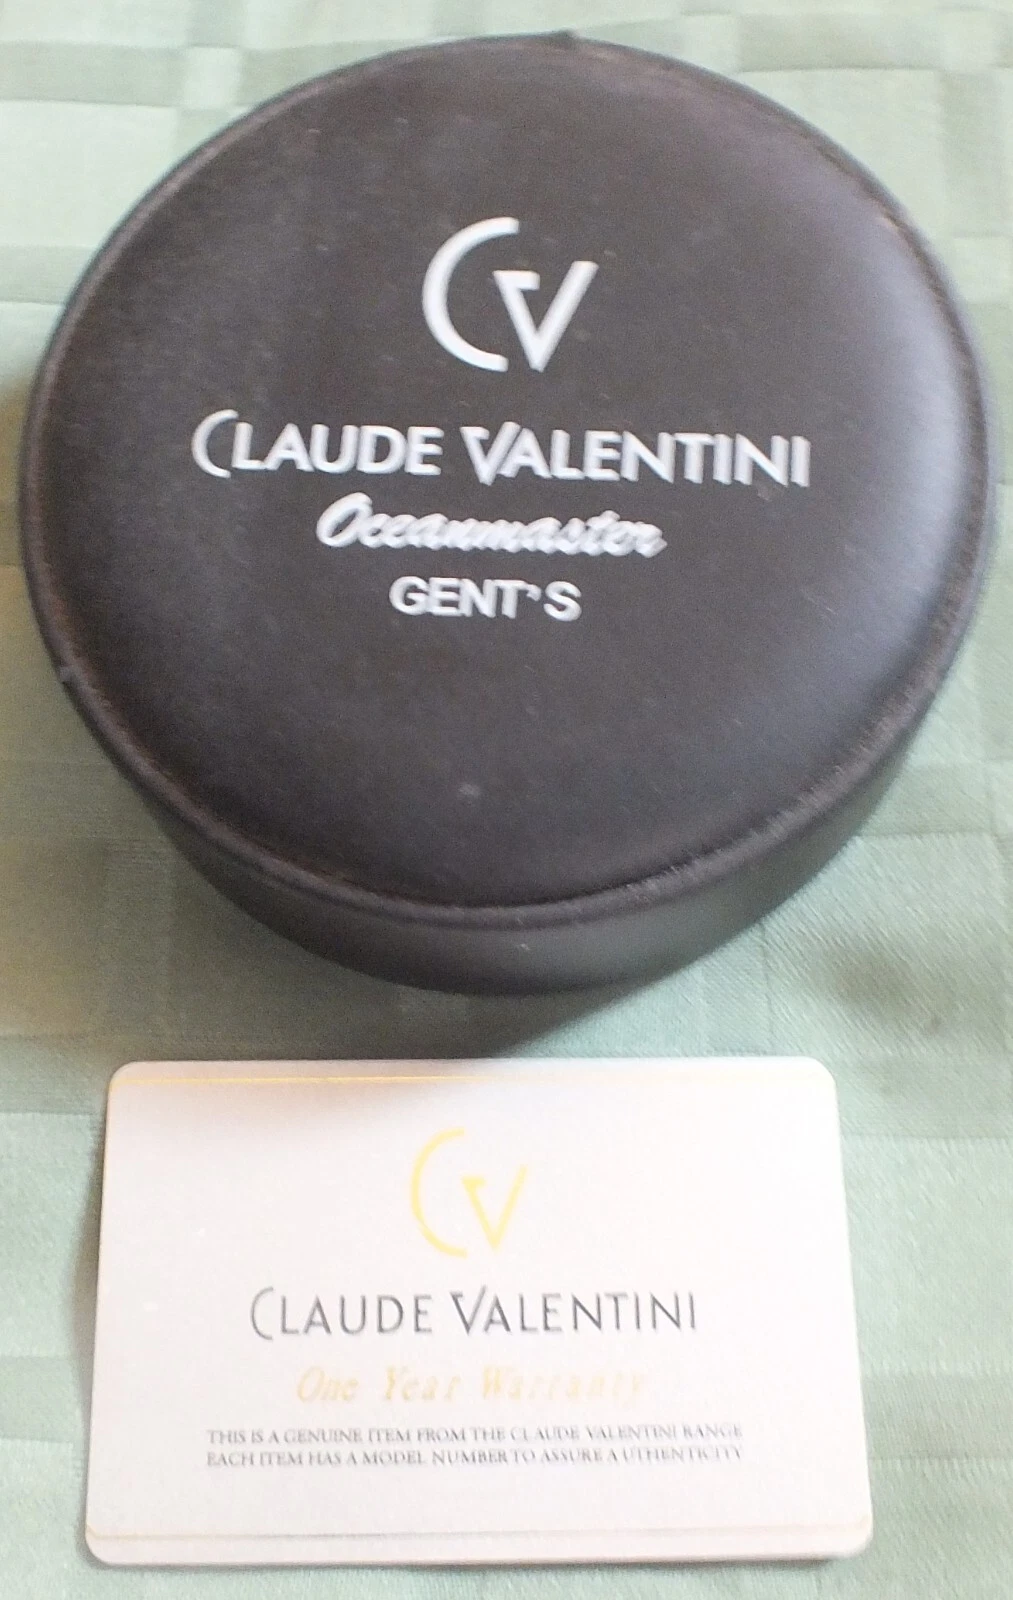 CV
CLAUDE VALENTINI
Oceanmaster
GENT'S
CV
CLAUDE VALENTINI
One Year Warranty
THIS IS A GENUINE ITEM FROM THE CLAUDE VALENTINI RANGE
EACH ITEM HAS A MODEL NUMBER TO ASSURE A UTHENTICITY